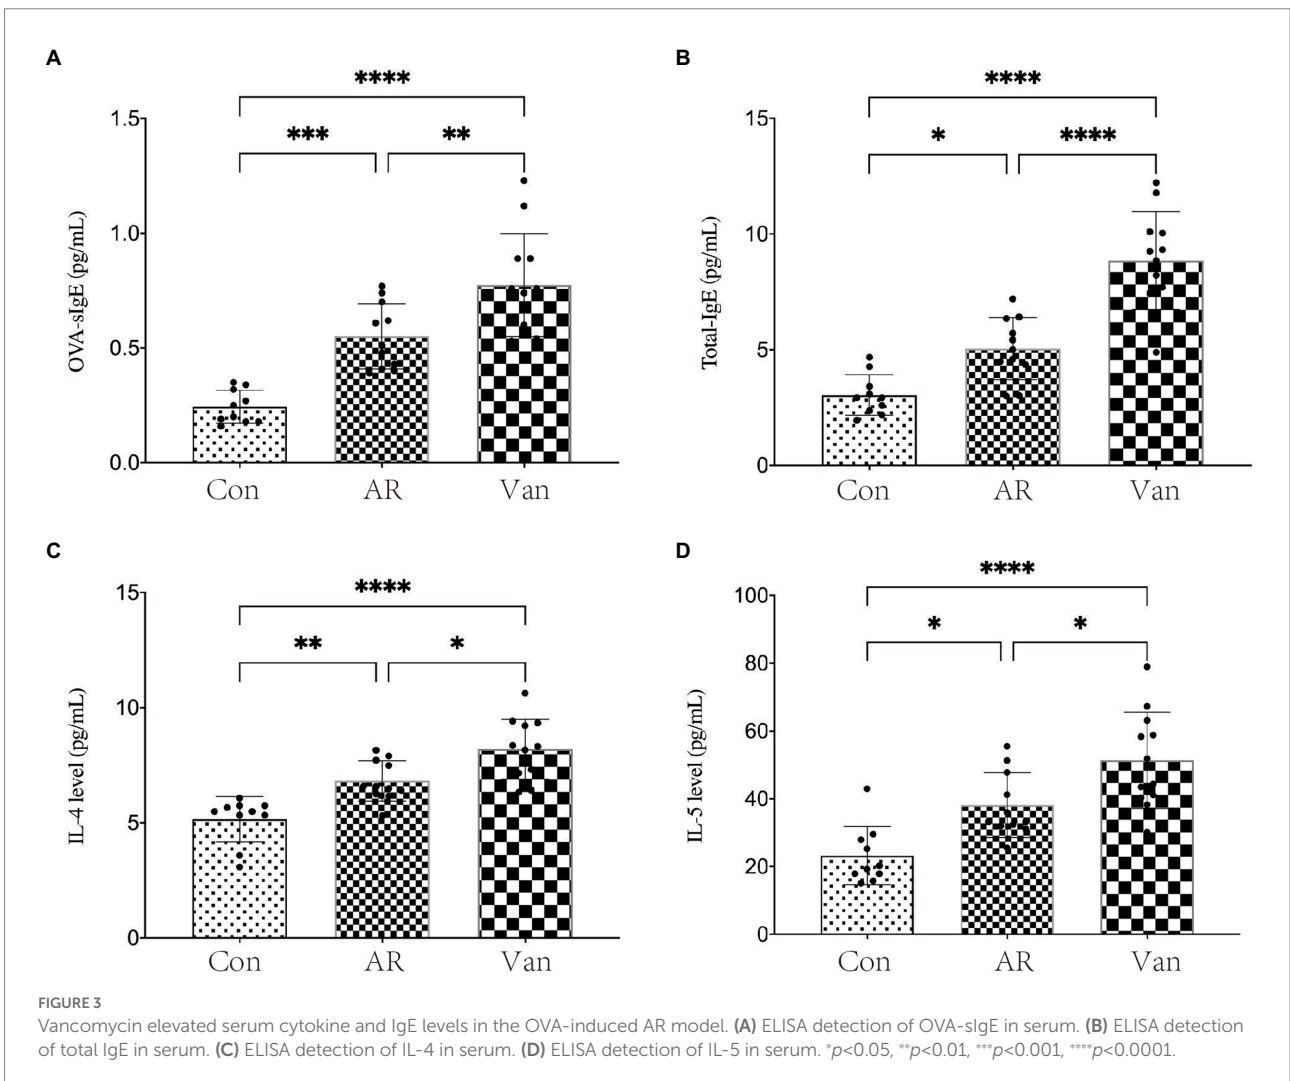 A
****
***
**
1.5
1.0
0.5
0.0
OVA-sIgE (pg/mL)
Con
AR
Van
B
****
*
****
15
10
5
0
Total-IgE (pg/mL)
Con
AR
Van
C
****
**
*
15
10
5
0
IL-4 level (pg/mL)
Con
AR
Van
D
****
*
*
100
80
60
40
20
0
IL-5 level (pg/mL)
Con
AR
Van
FIGURE 3
Vancomycin elevated serum cytokine and IgE levels in the OVA-induced AR model. (A) ELISA detection of OVA-sIgE in serum. (B) ELISA detection
of total IgE in serum. (C) ELISA detection of IL-4 in serum. (D) ELISA detection of IL-5 in serum. *p<0.05, **p<0.01, ***p<0.001, ****p<0.0001.